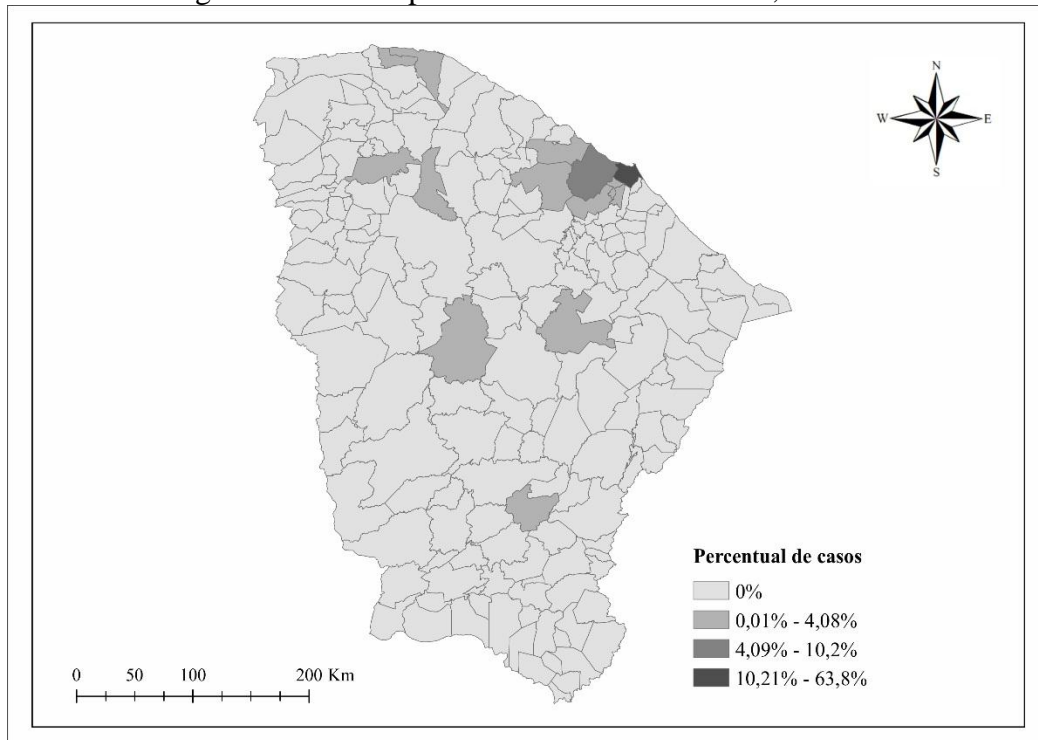 N
W E
S
Percentual de casos
0%
0,01% - 4,08%
4,09% - 10,2%
10,21% - 63,8%
0 50 100 200 Km